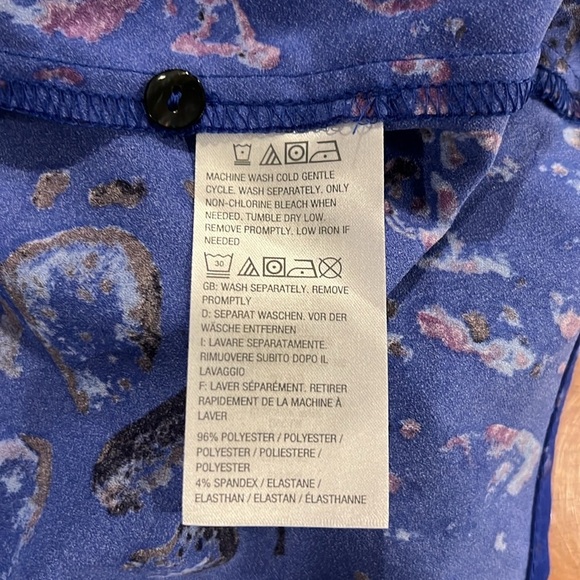 MACHINE WASH COLD GENTLE
CYCLE. WASH SEPARATELY. ONLY
NON-CHLORINE BLEACH WHEN
NEEDED. TUMBLE DRY LOW.
REMOVE PROMPTLY. LOW IRON IF
NEEDED
30
GB: WASH SEPARATELY. REMOVE
PROMPTLY
D: SEPARAT WASCHEN. VOR DER
WÄSCHE ENTFERNEN
I: LAVARE SEPARATAMENTE.
RIMUOVERE SUBITO DOPO IL
LAVAGGIO
F: LAVER SÉPARÉMENT. RETIRER
RAPIDEMENT DE LA MACHINE À
LAVER
96% POLYESTER / POLYESTER /
POLYESTER / POLIESTERE /
POLYESTER
4% SPANDEX / ELASTANE /
ELASTHAN / ELASTAN / ÉLASTHANNE